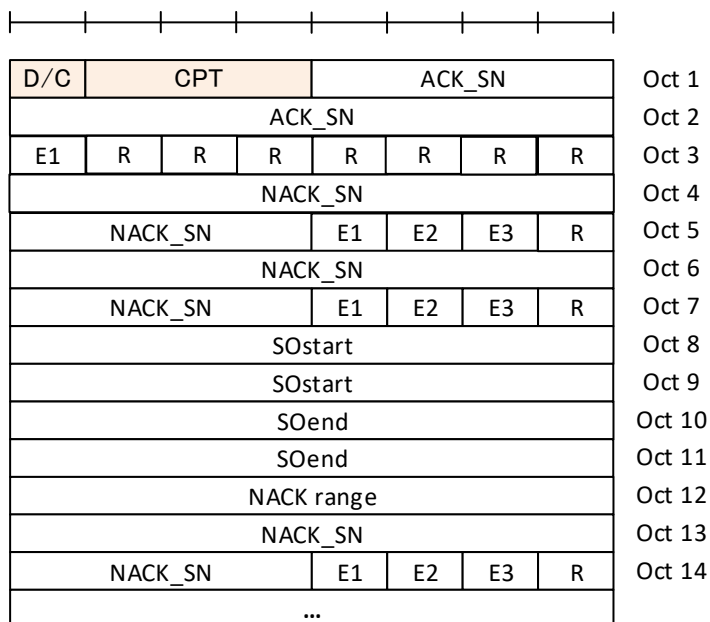 D/C CPT ACK_SN Oct 1
ACK_SN Oct 2
E1 R R R R R R R Oct 3
NACK_SN Oct 4
NACK_SN E1 E2 E3 R Oct 5
NACK_SN Oct 6
NACK_SN E1 E2 E3 R Oct 7
SOstart Oct 8
SOstart Oct 9
SOend Oct 10
SOend Oct 11
NACK range Oct 12
NACK_SN Oct 13
NACK_SN E1 E2 E3 R Oct 14
...